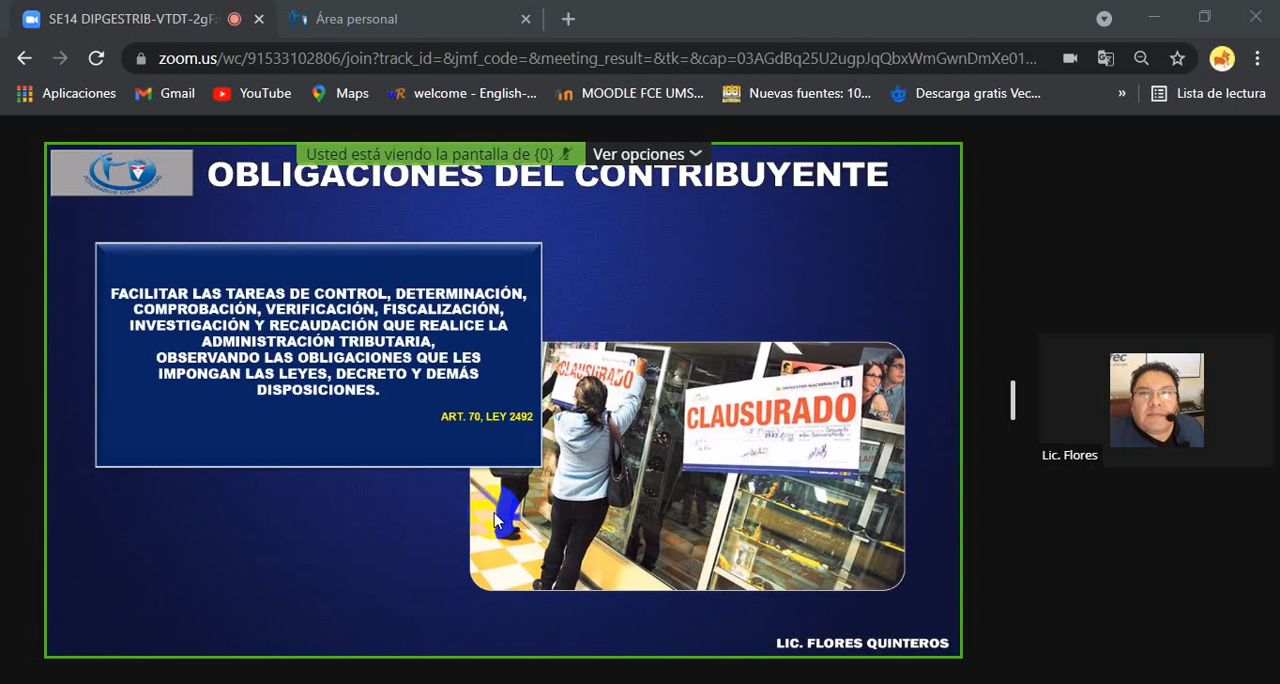 SE14 DIPGESTRIB-VTDT-2gF
Área personal
zoom.us/wc/91533102806/join?track_id=&jmf_code=&meeting_result=&tk=&cap=03AGdBq25U2ugpJqQbxWmGwnDmXe01...
Aplicaciones Gmail YouTube Maps welcome - English-... MOODLE FCE UMS... Nuevas fuentes: 10... Descarga gratis Vec... » Lista de lectura
Usted está viendo la pantalla de {0} Ver opciones
OBLIGACIONES DEL CONTRIBUYENTE
FACILITAR LAS TAREAS DE CONTROL, DETERMINACIÓN,
COMPROBACIÓN, VERIFICACIÓN, FISCALIZACIÓN,
INVESTIGACIÓN Y RECAUDACIÓN QUE REALICE LA
ADMINISTRACIÓN TRIBUTARIA,
OBSERVANDO LAS OBLIGACIONES QUE LES
IMPONGAN LAS LEYES, DECRETO Y DEMÁS
DISPOSICIONES.
ART. 70, LEY 2492
CLAUSURADO
IMPUESTOS NACIONALES
CLAUSURADO
Lic. Flores
LIC. FLORES QUINTEROS